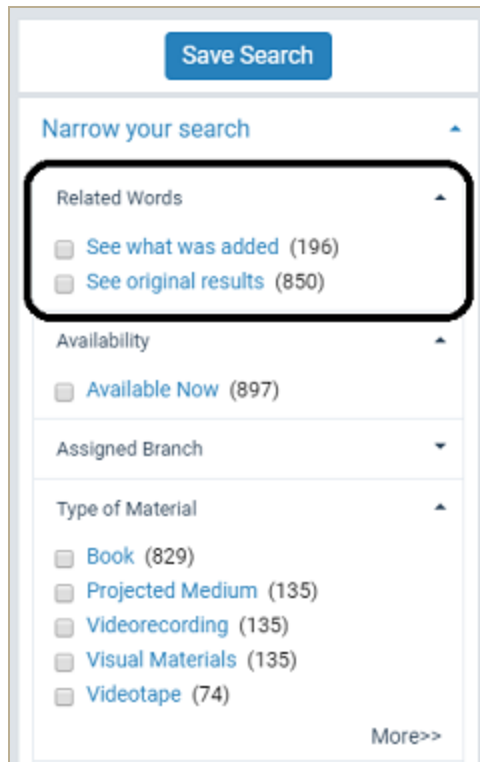 Save Search
Narrow your search
Related Words
See what was added (196)
See original results (850)
Availability
Available Now (897)
Assigned Branch
Type of Material
Book (829)
Projected Medium (135)
Videorecording (135)
Visual Materials (135)
Videotape (74)
More>>